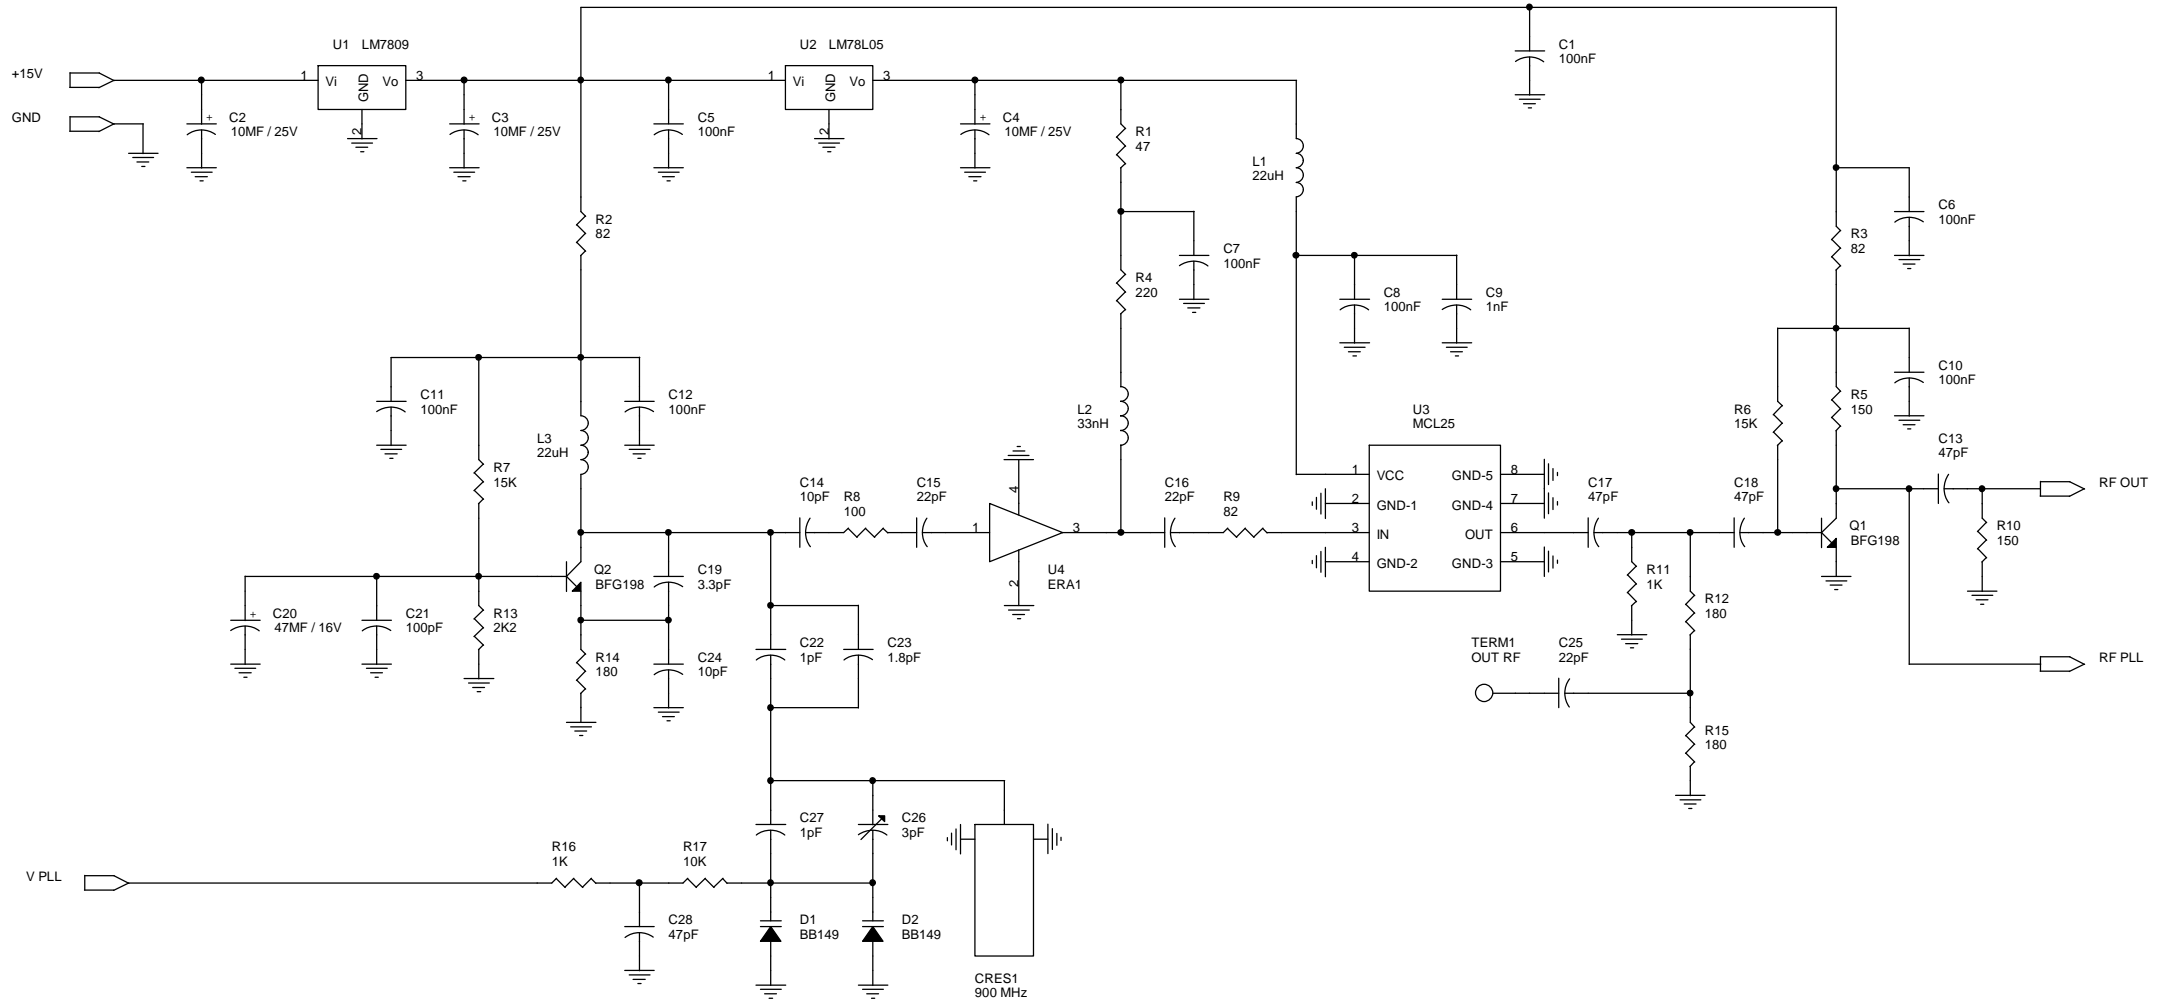 U1 LM7809
U2 LM78L05
C1
100nF
+15V
1
Vi
GND
Vo
3
2
1
Vi
GND
Vo
3
2
GND
C2
10MF / 25V
C3
10MF / 25V
C5
100nF
C4
10MF / 25V
R1
47
L1
22uH
R2
82
C6
100nF
R3
82
C7
100nF
R4
220
C8
100nF
C9
1nF
C11
100nF
C12
100nF
C10
100nF
R5
150
L2
33nH
U3
MCL25
R6
15K
L3
22uH
C13
47pF
R7
15K
C14
10pF
R8
100
C15
22pF
4
1
3
2
U4
ERA1
C16
22pF
R9
82
1
VCC
GND-5
8
2
GND-1
GND-4
7
3
IN
OUT
6
4
GND-2
GND-3
5
C17
47pF
C18
47pF
RF OUT
Q1
BFG198
R10
150
Q2
BFG198
C19
3.3pF
R11
1K
R12
180
C20
47MF / 16V
C21
100pF
R13
2K2
C22
1pF
C23
1.8pF
TERM1
OUT RF
C25
22pF
RF PLL
R14
180
C24
10pF
R15
180
C27
1pF
C26
3pF
R16
1K
R17
10K
V PLL
C28
47pF
D1
BB149
D2
BB149
CRES1
900 MHz